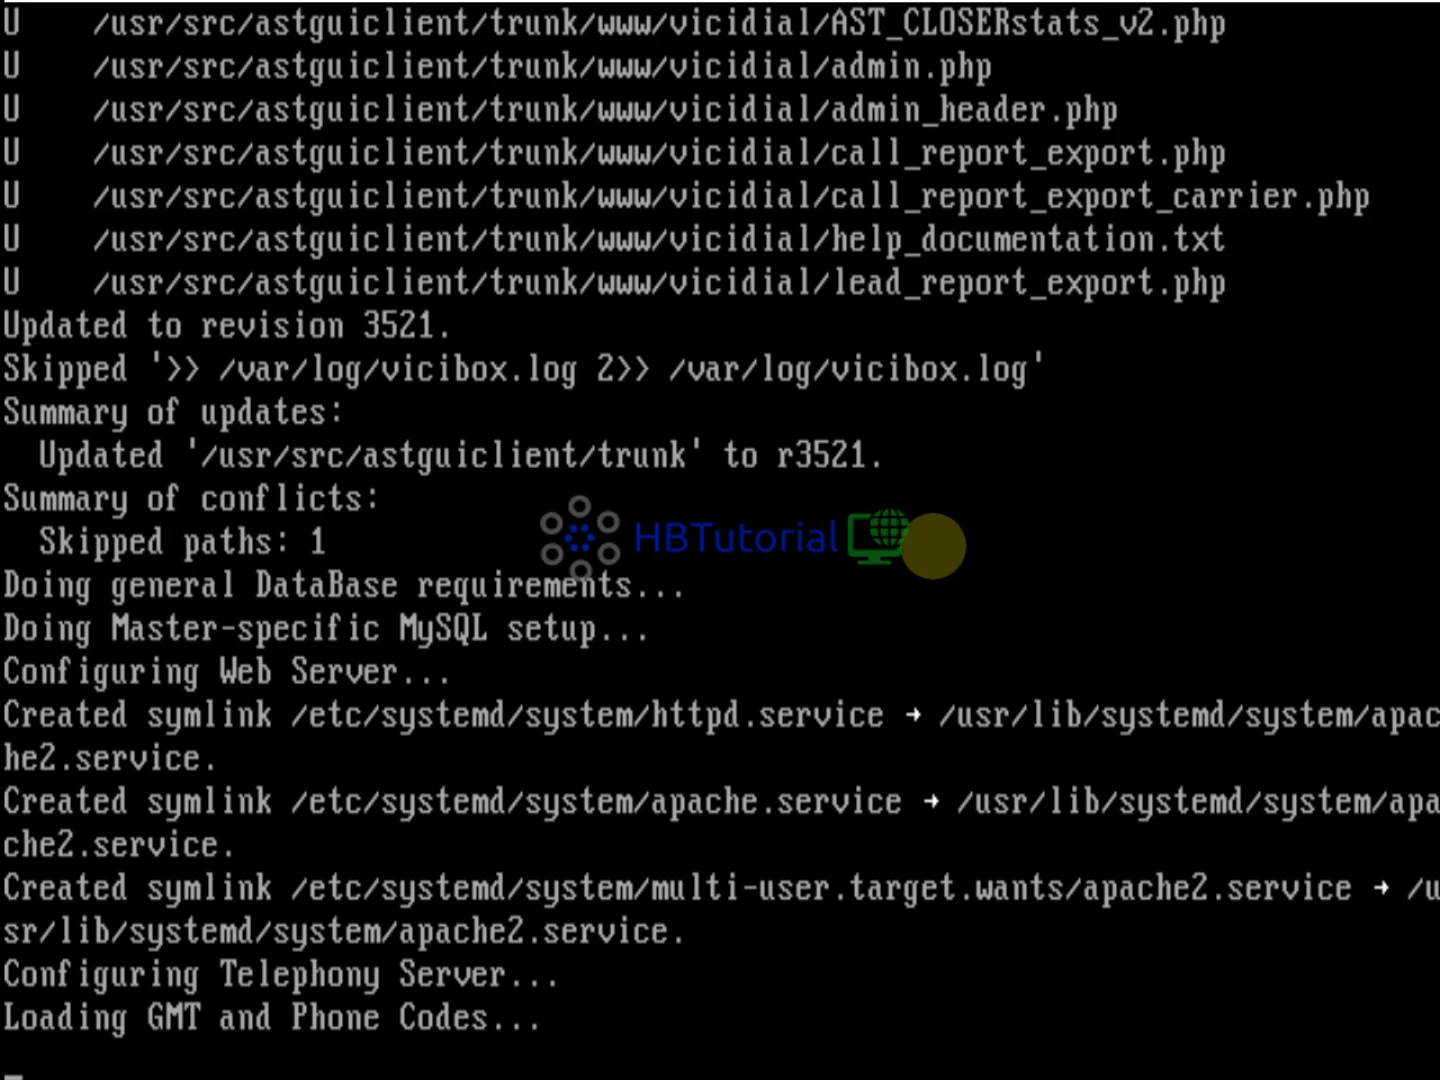 U    /usr/src/astguiclient/trunk/www/vicidial/AST_CLOSERstats_v2.php
U    /usr/src/astguiclient/trunk/www/vicidial/admin.php
U    /usr/src/astguiclient/trunk/www/vicidial/admin_header.php
U    /usr/src/astguiclient/trunk/www/vicidial/call_report_export.php
U    /usr/src/astguiclient/trunk/www/vicidial/call_report_export_carrier.php
U    /usr/src/astguiclient/trunk/www/vicidial/help_documentation.txt
U    /usr/src/astguiclient/trunk/www/vicidial/lead_report_export.php
Updated to revision 3521.
Skipped '>> /var/log/vicibox.log 2>> /var/log/vicibox.log'
Summary of updates:
  Updated '/usr/src/astguiclient/trunk' to r3521.
Summary of conflicts:
  Skipped paths: 1
HBTutorial
Doing general DataBase requirements...
Doing Master-specific MySQL setup...
Configuring Web Server...
Created symlink /etc/systemd/system/httpd.service → /usr/lib/systemd/system/apac
he2.service.
Created symlink /etc/systemd/system/apache.service → /usr/lib/systemd/system/apa
che2.service.
Created symlink /etc/systemd/system/multi-user.target.wants/apache2.service → /u
sr/lib/systemd/system/apache2.service.
Configuring Telephony Server...
Loading GMT and Phone Codes...